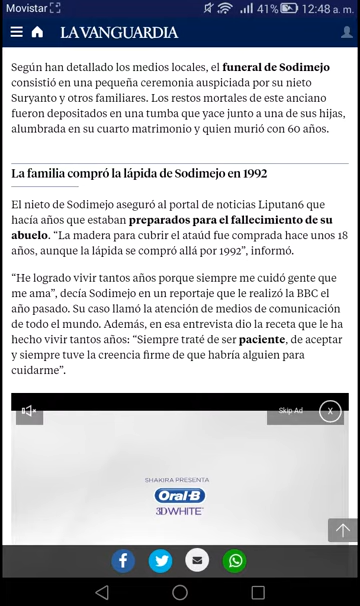 Movistar 41% 12:48 a. m.
LA VANGUARDIA
Según han detallado los medios locales, el funeral de Sodimejo
consistió en una pequeña ceremonia auspiciada por su nieto
Suryanto y otros familiares. Los restos mortales de este anciano
fueron depositados en una tumba que yace junto a una de sus hijas,
alumbrada en su cuarto matrimonio y quien murió con 60 años.
La familia compró la lápida de Sodimejo en 1992
El nieto de Sodimejo aseguró al portal de noticias Liputan6 que
hacía años que estaban preparados para el fallecimiento de su
abuelo. “La madera para cubrir el ataúd fue comprada hace unos 18
años, aunque la lápida se compró allá por 1992”, informó.
“He logrado vivir tantos años porque siempre me cuidó gente que
me ama”, decía Sodimejo en un reportaje que le realizó la BBC el
año pasado. Su caso llamó la atención de medios de comunicación
de todo el mundo. Además, en esa entrevista dio la receta que le ha
hecho vivir tantos años: “Siempre traté de ser paciente, de aceptar
y siempre tuve la creencia firme de que habría alguien para
cuidarme”.
Skip Ad X
SHAKIRA PRESENTA
Oral-B
3DWHITE